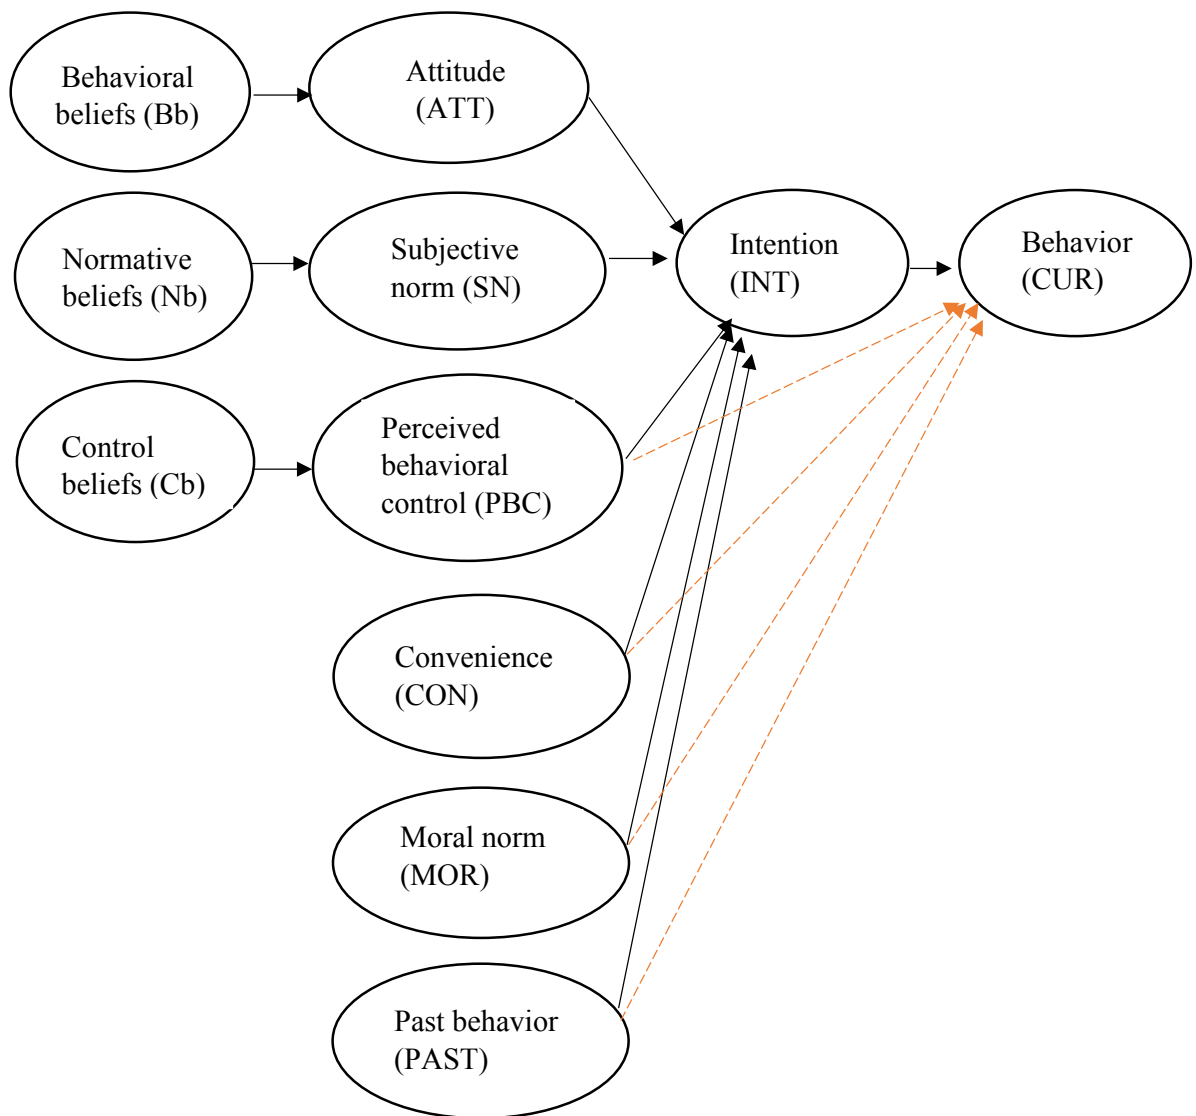 Behavioral
beliefs (Bb)
Attitude
(ATT)
Normative
beliefs (Nb)
Subjective
norm (SN)
Intention
(INT)
Behavior
(CUR)
Control
beliefs (Cb)
Perceived
behavioral
control (PBC)
Convenience
(CON)
Moral norm
(MOR)
Past behavior
(PAST)